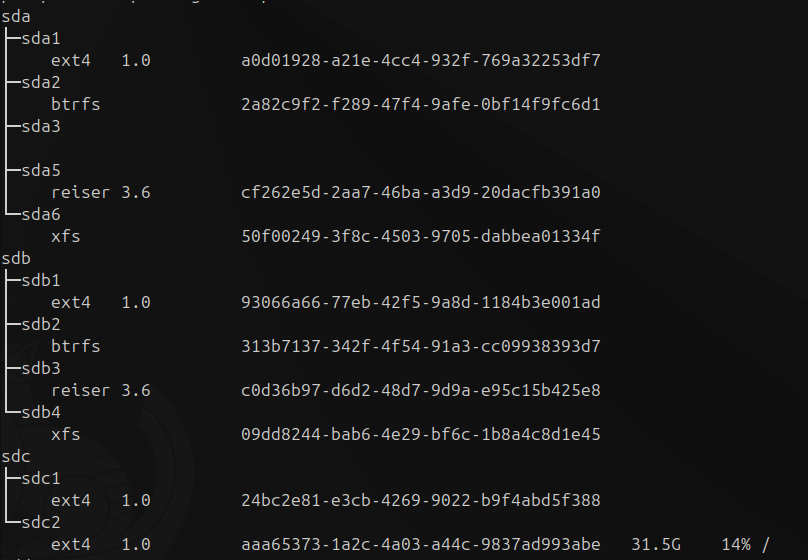 sda
├─sda1
     ext4   1.0         a0d01928-a21e-4cc4-932f-769a32253df7
├─sda2
     btrfs              2a82c9f2-f289-47f4-9afe-0bf14f9fc6d1
├─sda3
├─sda5
     reiser 3.6         cf262e5d-2aa7-46ba-a3d9-20dacfb391a0
└─sda6
     xfs                50f00249-3f8c-4503-9705-dabbea01334f
sdb
├─sdb1
     ext4   1.0         93066a66-77eb-42f5-9a8d-1184b3e001ad
├─sdb2
     btrfs              313b7137-342f-4f54-91a3-cc09938393d7
├─sdb3
     reiser 3.6         c0d36b97-d6d2-48d7-9d9a-e95c15b425e8
└─sdb4
     xfs                09dd8244-bab6-4e29-bf6c-1b8a4c8d1e45
sdc
├─sdc1
     ext4   1.0         24bc2e81-e3cb-4269-9022-b9f4abd5f388
└─sdc2
     ext4   1.0         aaa65373-1a2c-4a03-a44c-9837ad993abe   31.5G    14% /